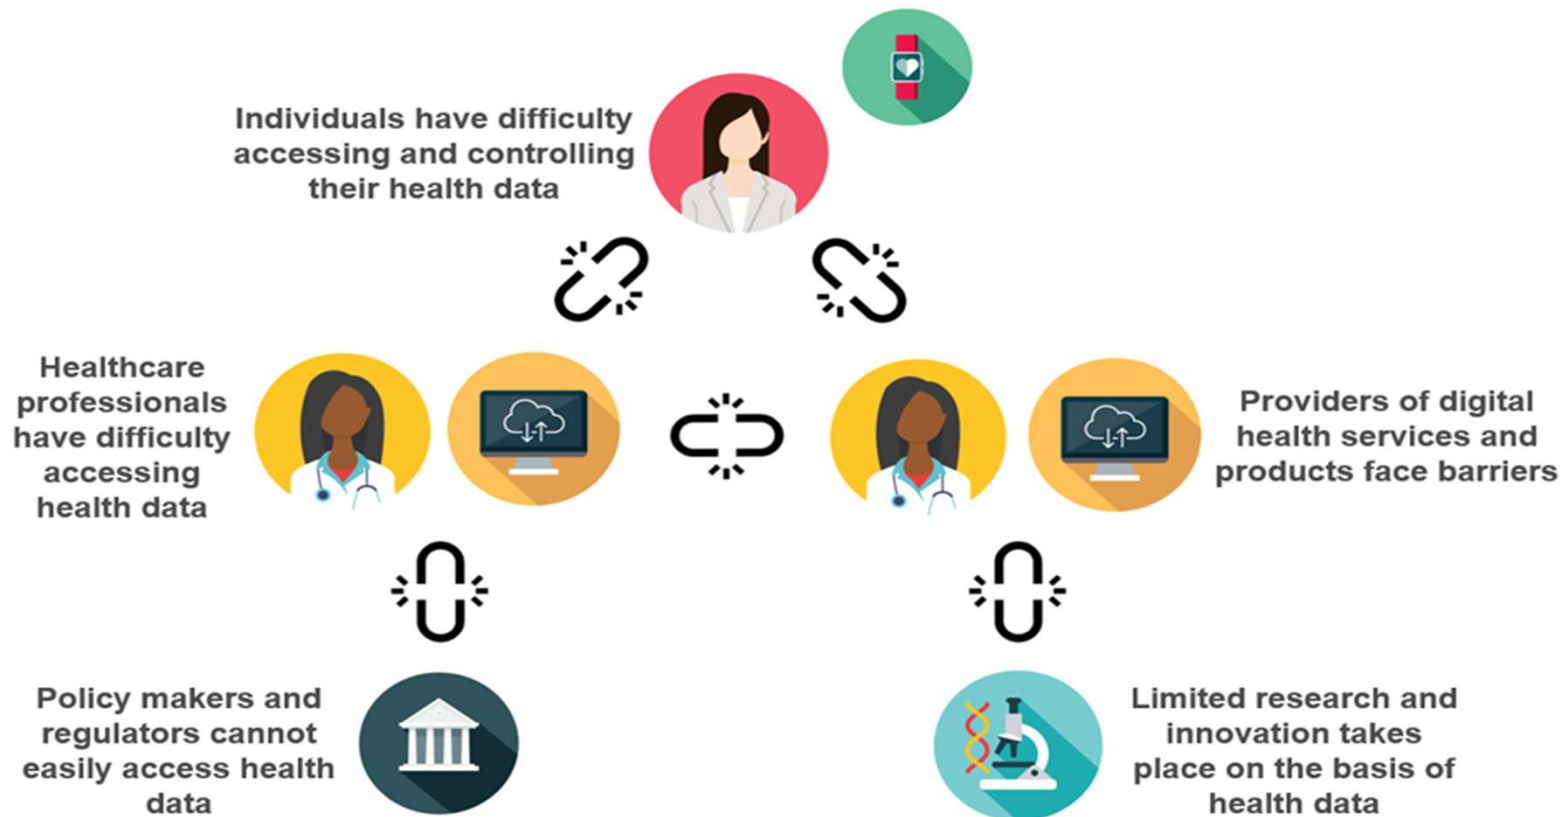 Individuals have difficulty
accessing and controlling
their health data
Healthcare
professionals
have difficulty
accessing
health data
Providers of digital
health services and
products face barriers
Policy makers and
regulators cannot
easily access health
data
Limited research and
innovation takes
place on the basis of
health data